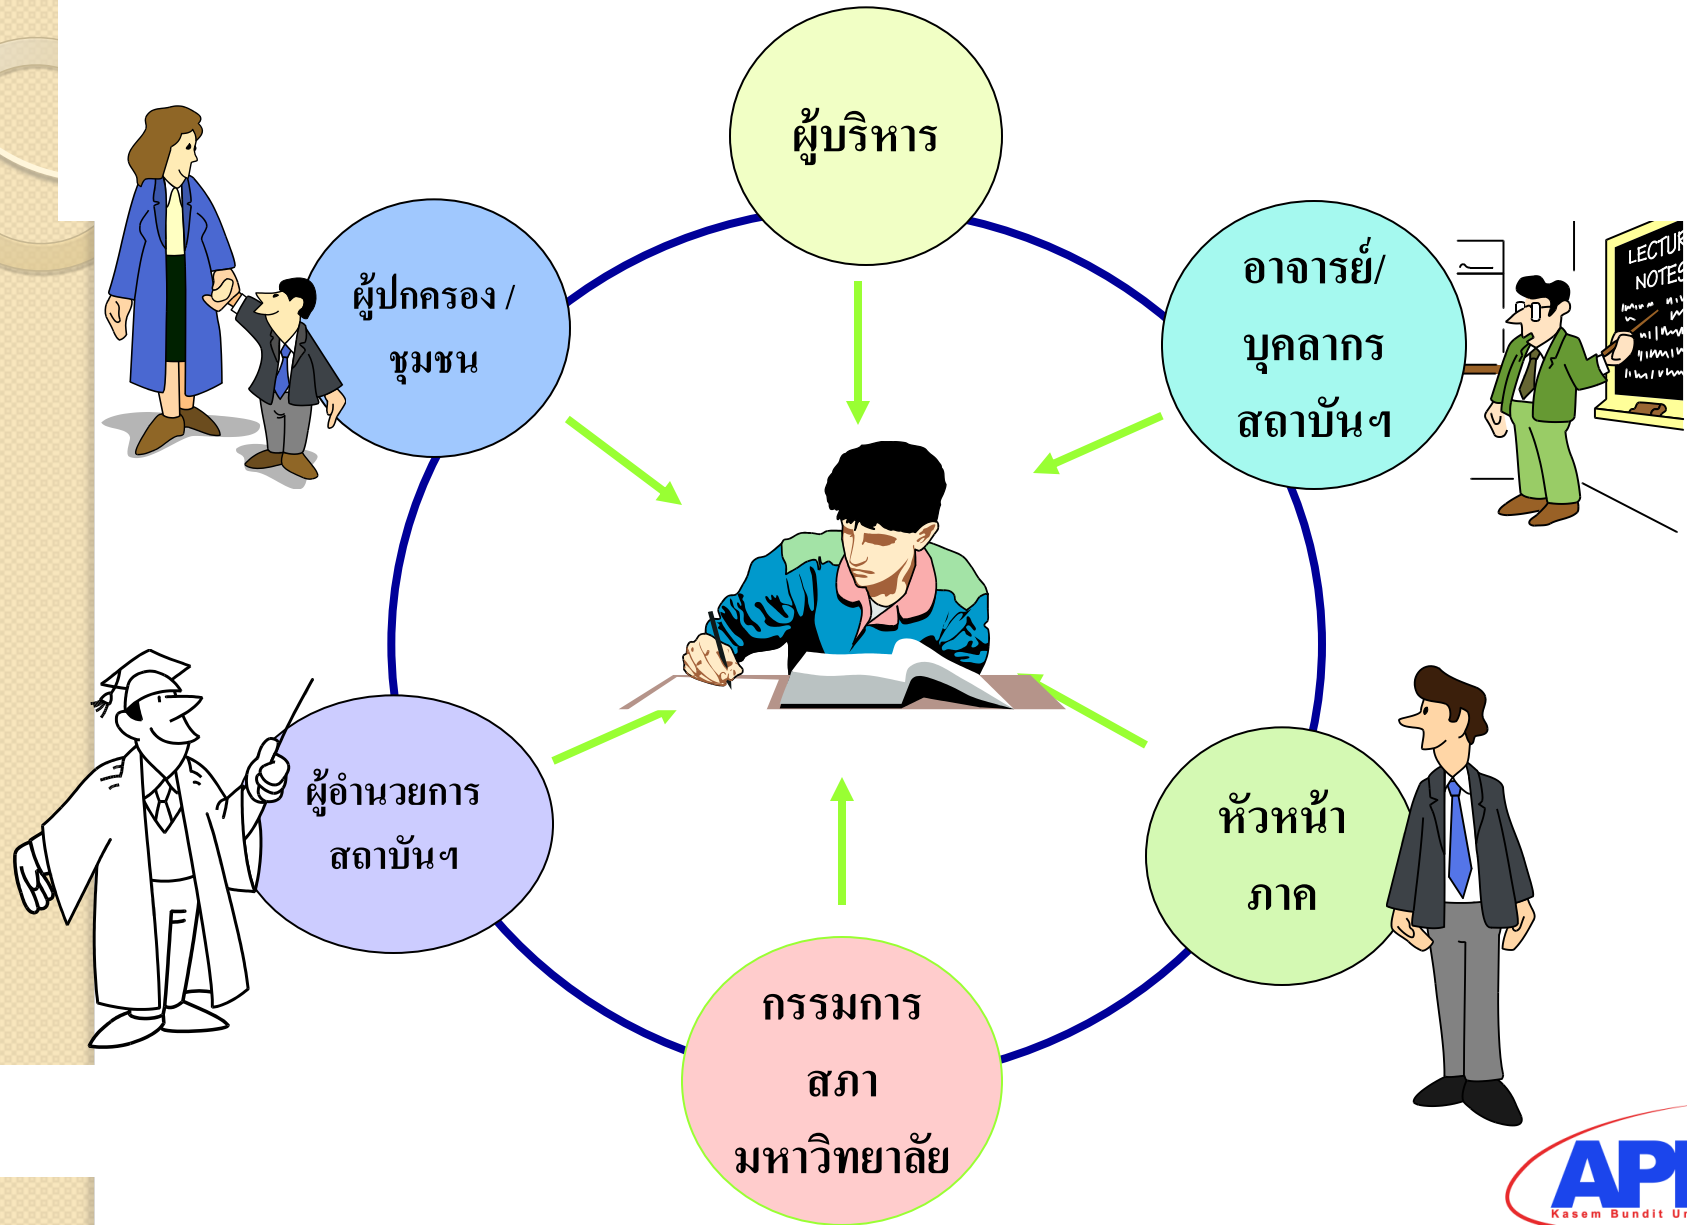 ผู้บริหาร
ผู้ปกครอง /
ชุมชน
อาจารย์/
บุคลากร
สถาบันฯ
LECTUR
NOTES
ผู้อำนวยการ
สถาบันฯ
หัวหน้า
ภาค
กรรมการ
สภา
มหาวิทยาลัย
API
Kasem Bundit Un